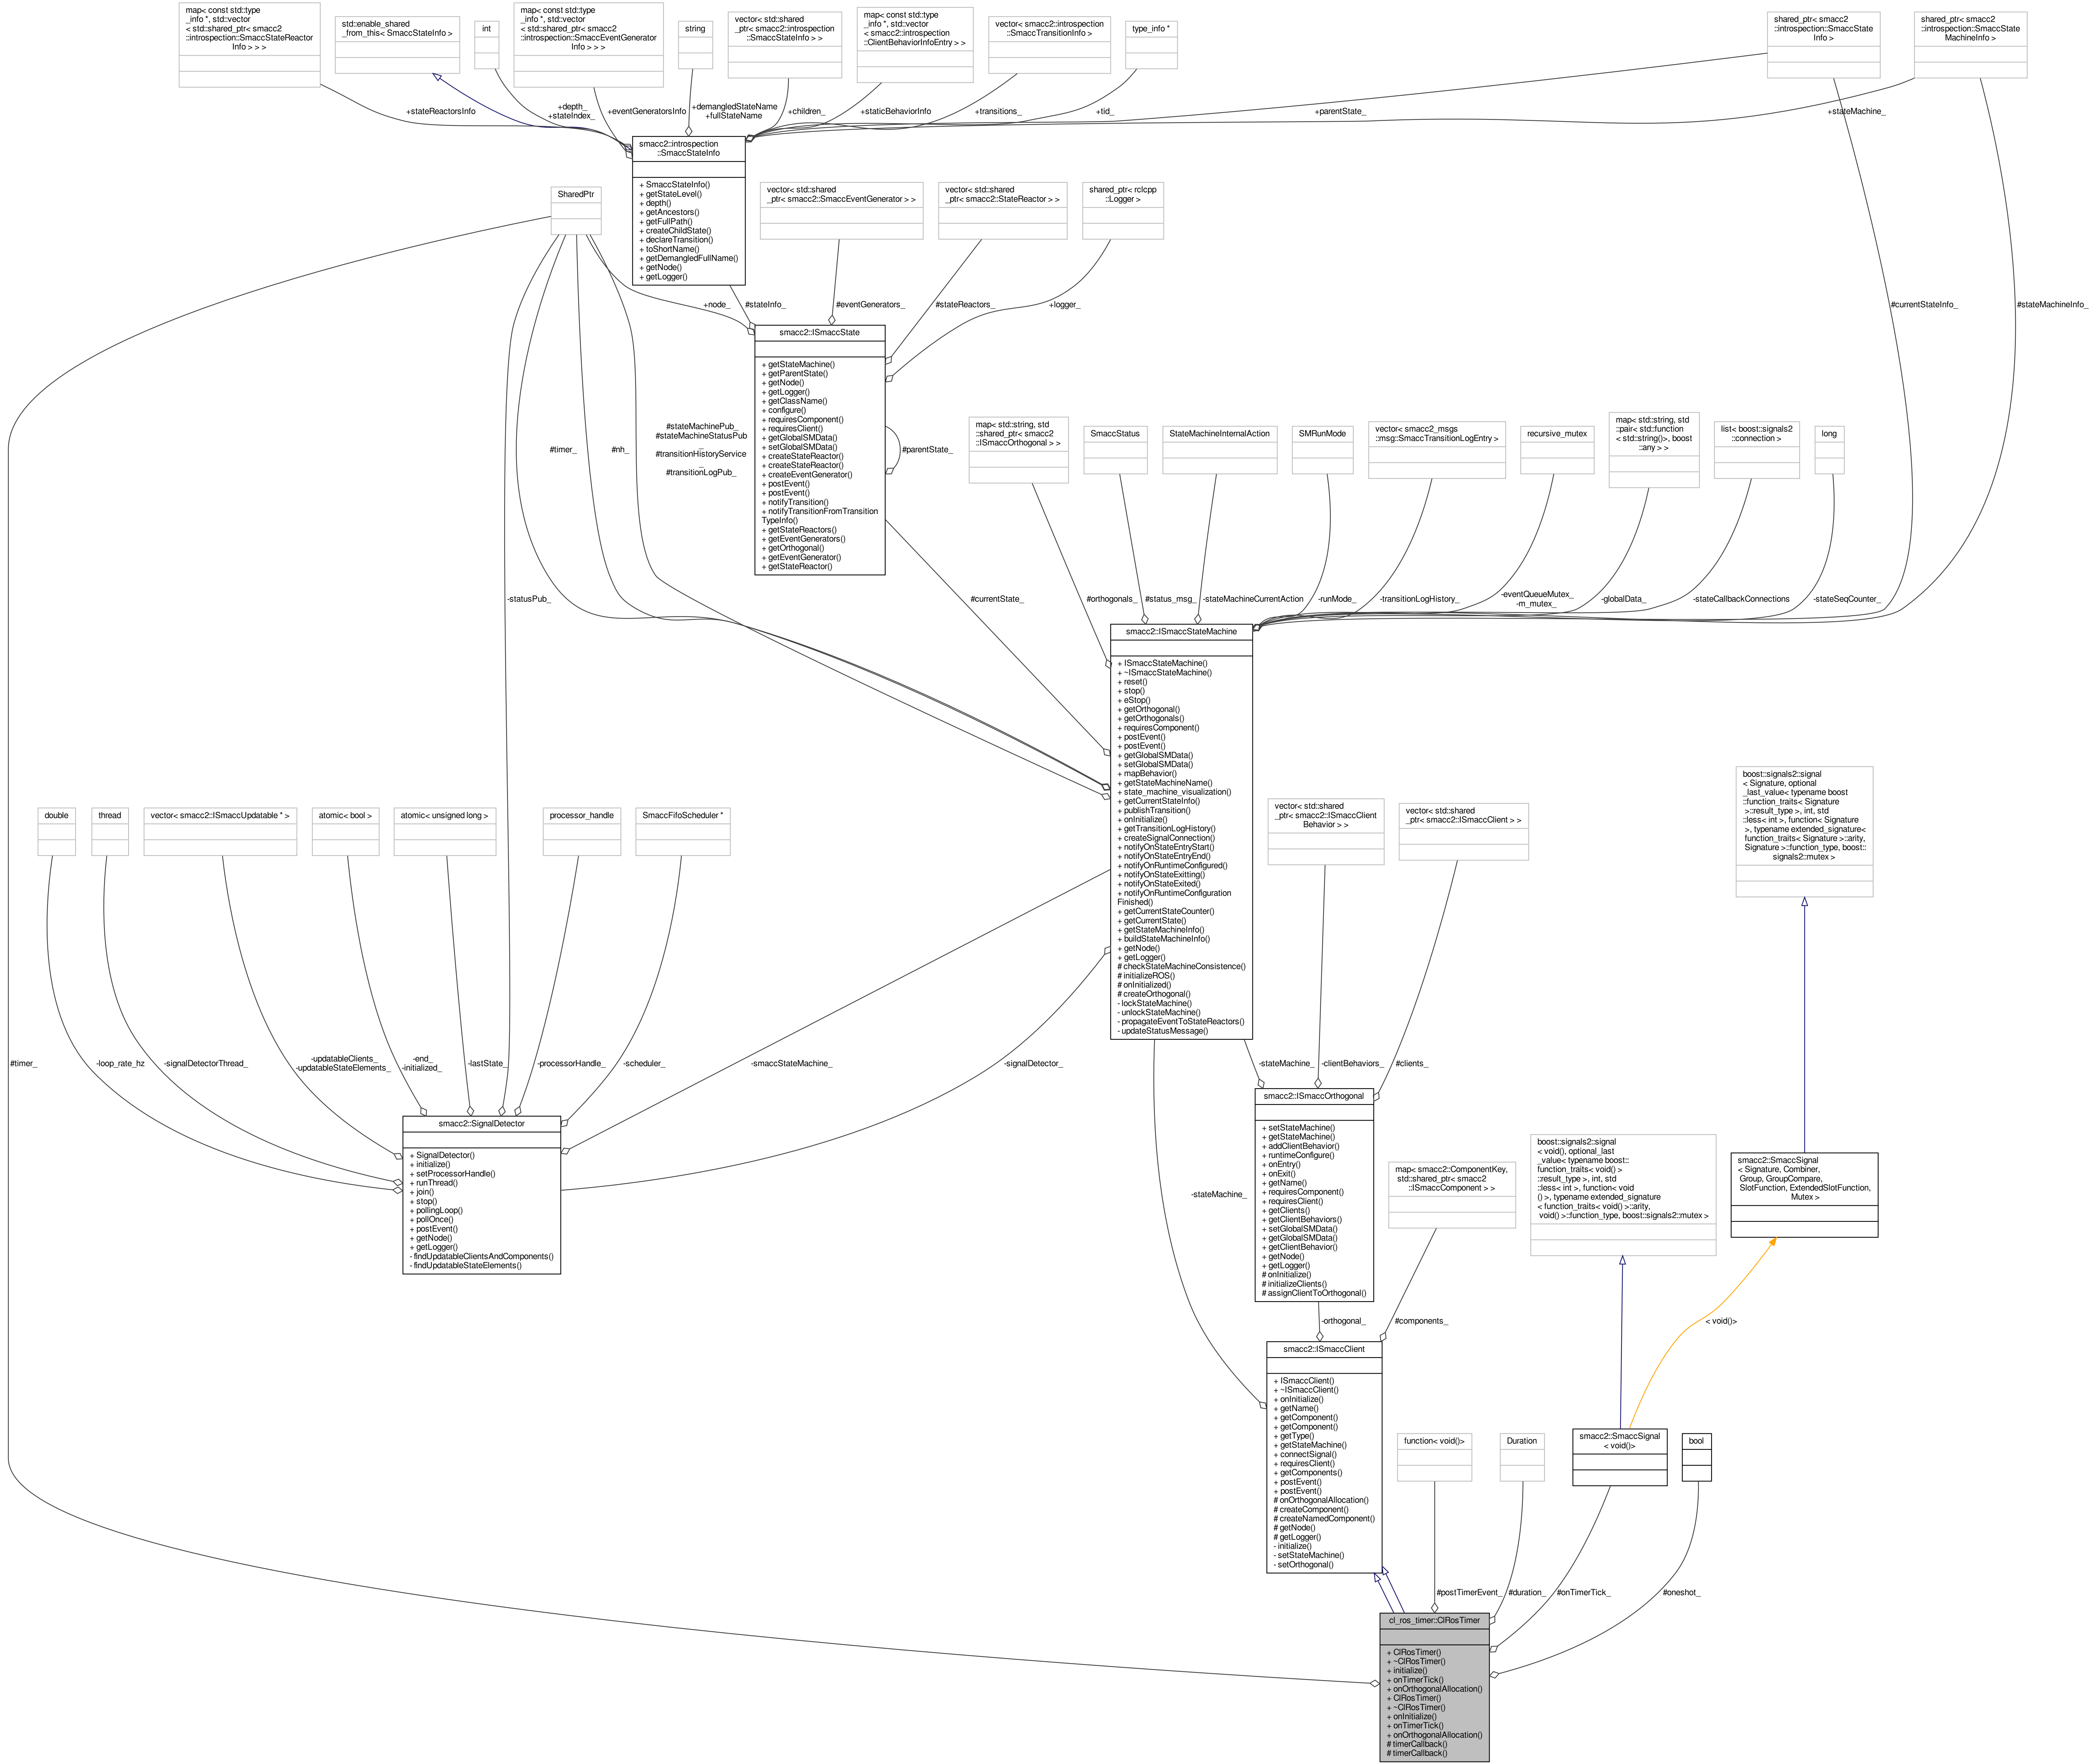 map< const std::type
_info *, std::vector
< std::shared_ptr< smacc2
::introspection::SmaccStateReactor
Info > > >
std::enable_shared
_from_this< SmaccStateInfo >
int
map< const std::type
_info *, std::vector
< std::shared_ptr< smacc2
::introspection::SmaccEventGenerator
Info > > >
string
vector< std::shared
_ptr< smacc2::introspection
::SmaccStateInfo > >
map< const std::type
_info *, std::vector
< smacc2::introspection
::ClientBehaviorInfoEntry > >
vector< smacc2::introspection
::SmaccTransitionInfo >
type_info *
shared_ptr< smacc2
::introspection::SmaccState
Info >
shared_ptr< smacc2
::introspection::SmaccState
MachineInfo >
+stateReactorsInfo
+depth_
+stateIndex_
+eventGeneratorsInfo
+demangledStateName
+fullStateName
+children_
+staticBehaviorInfo
+transitions_
+tid_
+parentState_
+stateMachine_
smacc2::introspection
::SmaccStateInfo
+ SmaccStateInfo()
+ getStateLevel()
+ depth()
+ getAncestors()
+ getFullPath()
+ createChildState()
+ declareTransition()
+ toShortName()
+ getDemangledFullName()
+ getNode()
+ getLogger()
SharedPtr
vector< std::shared
_ptr< smacc2::SmaccEventGenerator > >
vector< std::shared
_ptr< smacc2::StateReactor > >
shared_ptr< rclcpp
::Logger >
+node_
#stateInfo_
#eventGenerators_
#stateReactors_
+logger_
#currentStateInfo_
#stateMachineInfo_
smacc2::ISmaccState
+ getStateMachine()
+ getParentState()
+ getNode()
+ getLogger()
+ getClassName()
+ configure()
+ requiresComponent()
+ requiresClient()
+ getGlobalSMData()
+ setGlobalSMData()
+ createStateReactor()
+ createStateReactor()
+ createEventGenerator()
+ postEvent()
+ postEvent()
+ notifyTransition()
+ notifyTransitionFromTransition
TypeInfo()
+ getStateReactors()
+ getEventGenerators()
+ getOrthogonal()
+ getEventGenerator()
+ getStateReactor()
#parentState_
#timer_
#nh_
#stateMachinePub_
#stateMachineStatusPub
_
#transitionHistoryService
_
#transitionLogPub_
map< std::string, std
::shared_ptr< smacc2
::ISmaccOrthogonal > >
SmaccStatus
StateMachineInternalAction
SMRunMode
vector< smacc2_msgs
::msg::SmaccTransitionLogEntry >
recursive_mutex
map< std::string, std
::pair< std::function
< std::string()>, boost
::any > >
list< boost::signals2
::connection >
long
-statusPub_
#currentState_
#orthogonals_
#status_msg_
-stateMachineCurrentAction
-runMode_
-transitionLogHistory_
-eventQueueMutex_
-m_mutex_
-globalData_
-stateCallbackConnections
-stateSeqCounter_
smacc2::ISmaccStateMachine
+ ISmaccStateMachine()
+ ~ISmaccStateMachine()
+ reset()
+ stop()
+ eStop()
+ getOrthogonal()
+ getOrthogonals()
+ requiresComponent()
+ postEvent()
+ postEvent()
+ getGlobalSMData()
+ setGlobalSMData()
+ mapBehavior()
+ getStateMachineName()
+ state_machine_visualization()
+ getCurrentStateInfo()
+ publishTransition()
+ onInitialize()
+ getTransitionLogHistory()
+ createSignalConnection()
+ notifyOnStateEntryStart()
+ notifyOnStateEntryEnd()
+ notifyOnRuntimeConfigured()
+ notifyOnStateExitting()
+ notifyOnStateExited()
+ notifyOnRuntimeConfiguration
Finished()
+ getCurrentStateCounter()
+ getCurrentState()
+ getStateMachineInfo()
+ buildStateMachineInfo()
+ getNode()
+ getLogger()
# checkStateMachineConsistence()
# initializeROS()
# onInitialized()
# createOrthogonal()
- lockStateMachine()
- unlockStateMachine()
- propagateEventToStateReactors()
- updateStatusMessage()
double
thread
vector< smacc2::ISmaccUpdatable * >
atomic< bool >
atomic< unsigned long >
processor_handle
SmaccFifoScheduler *
vector< std::shared
_ptr< smacc2::ISmaccClient
Behavior > >
vector< std::shared
_ptr< smacc2::ISmaccClient > >
boost::signals2::signal
< Signature, optional
_last_value< typename boost
::function_traits< Signature
>::result_type >, int, std
::less< int >, function< Signature
>, typename extended_signature<
function_traits< Signature >::arity,
Signature >::function_type, boost::
signals2::mutex >
#timer_
-loop_rate_hz
-signalDetectorThread_
-updatableClients_
-updatableStateElements_
-end_
-initialized_
-lastState_
-processorHandle_
-scheduler_
-smaccStateMachine_
-signalDetector_
-stateMachine_
-clientBehaviors_
#clients_
smacc2::SignalDetector
+ SignalDetector()
+ initialize()
+ setProcessorHandle()
+ runThread()
+ join()
+ stop()
+ pollingLoop()
+ pollOnce()
+ postEvent()
+ getNode()
+ getLogger()
- findUpdatableClientsAndComponents()
- findUpdatableStateElements()
smacc2::ISmaccOrthogonal
+ setStateMachine()
+ getStateMachine()
+ addClientBehavior()
+ runtimeConfigure()
+ onEntry()
+ onExit()
+ getName()
+ requiresComponent()
+ requiresClient()
+ getClients()
+ getClientBehaviors()
+ setGlobalSMData()
+ getGlobalSMData()
+ getClientBehavior()
+ getNode()
+ getLogger()
# onInitialize()
# initializeClients()
# assignClientToOrthogonal()
map< smacc2::ComponentKey,
std::shared_ptr< smacc2
::ISmaccComponent > >
boost::signals2::signal
< void(), optional_last
_value< typename boost::
function_traits< void() >
::result_type >, int, std
::less< int >, function< void
() >, typename extended_signature
< function_traits< void() >::arity,
void() >::function_type, boost::signals2::mutex >
smacc2::SmaccSignal
< Signature, Combiner,
Group, GroupCompare,
SlotFunction, ExtendedSlotFunction,
Mutex >
-stateMachine_
-orthogonal_
#components_
< void()>
smacc2::ISmaccClient
+ ISmaccClient()
+ ~ISmaccClient()
+ onInitialize()
+ getName()
+ getComponent()
+ getComponent()
+ getType()
+ getStateMachine()
+ connectSignal()
+ requiresClient()
+ getComponents()
+ postEvent()
+ postEvent()
# onOrthogonalAllocation()
# createComponent()
# createNamedComponent()
# getNode()
# getLogger()
- initialize()
- setStateMachine()
- setOrthogonal()
function< void()>
Duration
smacc2::SmaccSignal
< void()>
bool
#postTimerEvent_
#duration_
#onTimerTick_
#oneshot_
cl_ros_timer::ClRosTimer
+ ClRosTimer()
+ ~ClRosTimer()
+ initialize()
+ onTimerTick()
+ onOrthogonalAllocation()
+ ClRosTimer()
+ ~ClRosTimer()
+ onInitialize()
+ onTimerTick()
+ onOrthogonalAllocation()
# timerCallback()
# timerCallback()